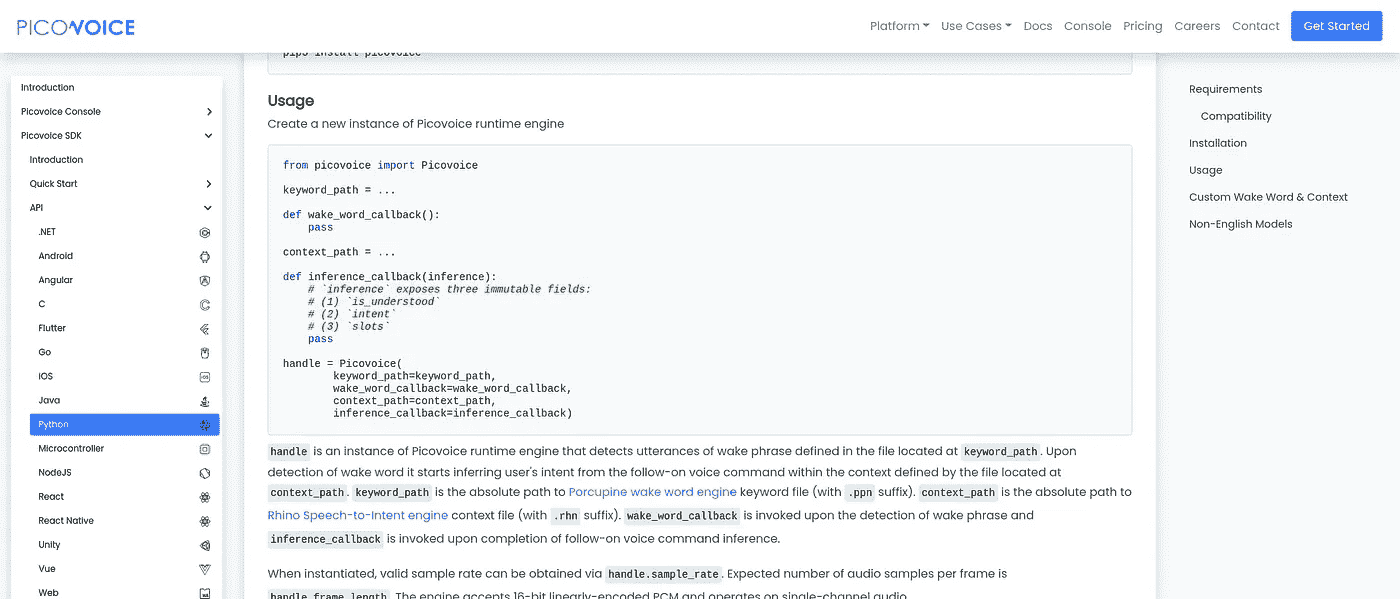 PICOVOICE
Platform Use Cases Docs Console Pricing Careers Contact Get Started
Introduction
Picovoice Console
Picovoice SDK
Introduction
Quick Start
API
.NET
Android
Angular
C
Flutter
Go
iOS
Java
Python
Microcontroller
NodeJS
React
React Native
Unity
Vue
Web
pip3 install picovoice
Usage
Create a new instance of Picovoice runtime engine
from picovoice import Picovoice
keyword_path = ...
def wake_word_callback():
    pass
context_path = ...
def inference_callback(inference):
    # `inference` exposes three immutable fields:
    # (1) `is_understood`
    # (2) `intent`
    # (3) `slots`
    pass
handle = Picovoice(
        keyword_path=keyword_path,
        wake_word_callback=wake_word_callback,
        context_path=context_path,
        inference_callback=inference_callback)
handle is an instance of Picovoice runtime engine that detects utterances of wake phrase defined in the file located at keyword_path. Upon
detection of wake word it starts inferring user's intent from the follow-on voice command within the context defined by the file located at
context_path. keyword_path is the absolute path to Porcupine wake word engine keyword file (with .ppn suffix). context_path is the absolute path to
Rhino Speech-to-Intent engine context file (with .rhn suffix). wake_word_callback is invoked upon the detection of wake phrase and
inference_callback is invoked upon completion of follow-on voice command inference.
When instantiated, valid sample rate can be obtained via handle.sample_rate. Expected number of audio samples per frame is
handle.frame_length. The engine accepts 16-bit linearly-encoded PCM and operates on single-channel audio.
Requirements
Compatibility
Installation
Usage
Custom Wake Word & Context
Non-English Models